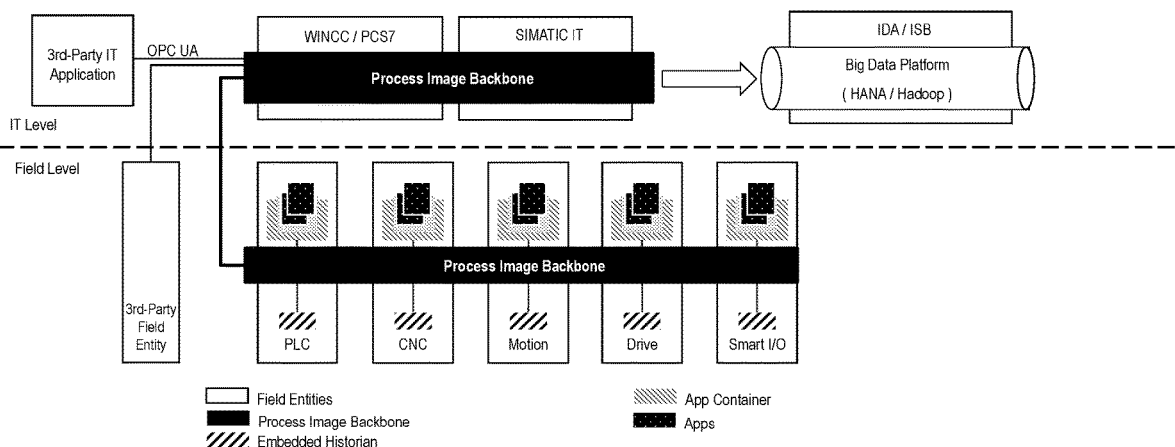 3rd-Party IT
Application
OPC UA
WINCC / PCS7
SIMATIC IT
Process Image Backbone
IDA / ISB
Big Data Platform
( HANA / Hadoop )
IT Level
Field Level
Process Image Backbone
3rd-Party
Field
Entity
PLC
CNC
Motion
Drive
Smart I/O
Field Entities
Process Image Backbone
Embedded Historian
App Container
Apps